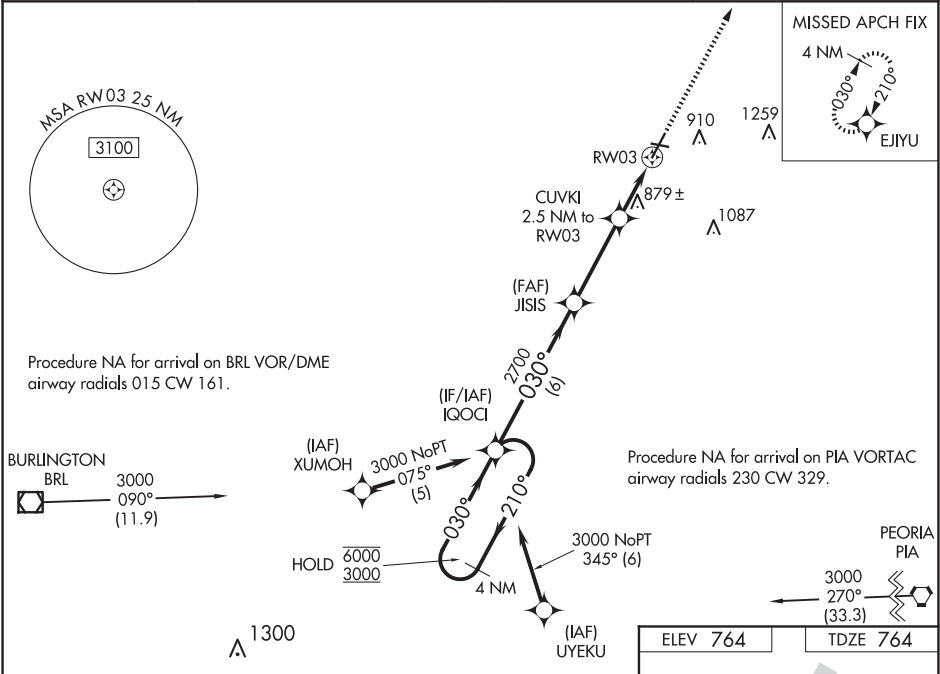 MISSED APCH FIX
4 NM
030°
210°
EJIYU
MSA RW03 25 NM
3100
910
1259
RW03
879 ±
CUVKI
2.5 NM to
RW03
1087
(FAF)
JISIS
Procedure NA for arrival on BRL VOR/DME
airway radials 015 CW 161.
2700
030°
(6)
(IF/IAF)
IQOCI
(IAF)
XUMOH
3000 NoPT
075°
(5)
BURLINGTON
BRL
3000
090°
(11.9)
Procedure NA for arrival on PIA VORTAC
airway radials 230 CW 329.
030°
210°
HOLD
6000
3000
4 NM
3000 NoPT
345° (6)
PEORIA
PIA
3000
270°
(33.3)
(IAF)
UYEKU
1300
ELEV 764
TDZE 764